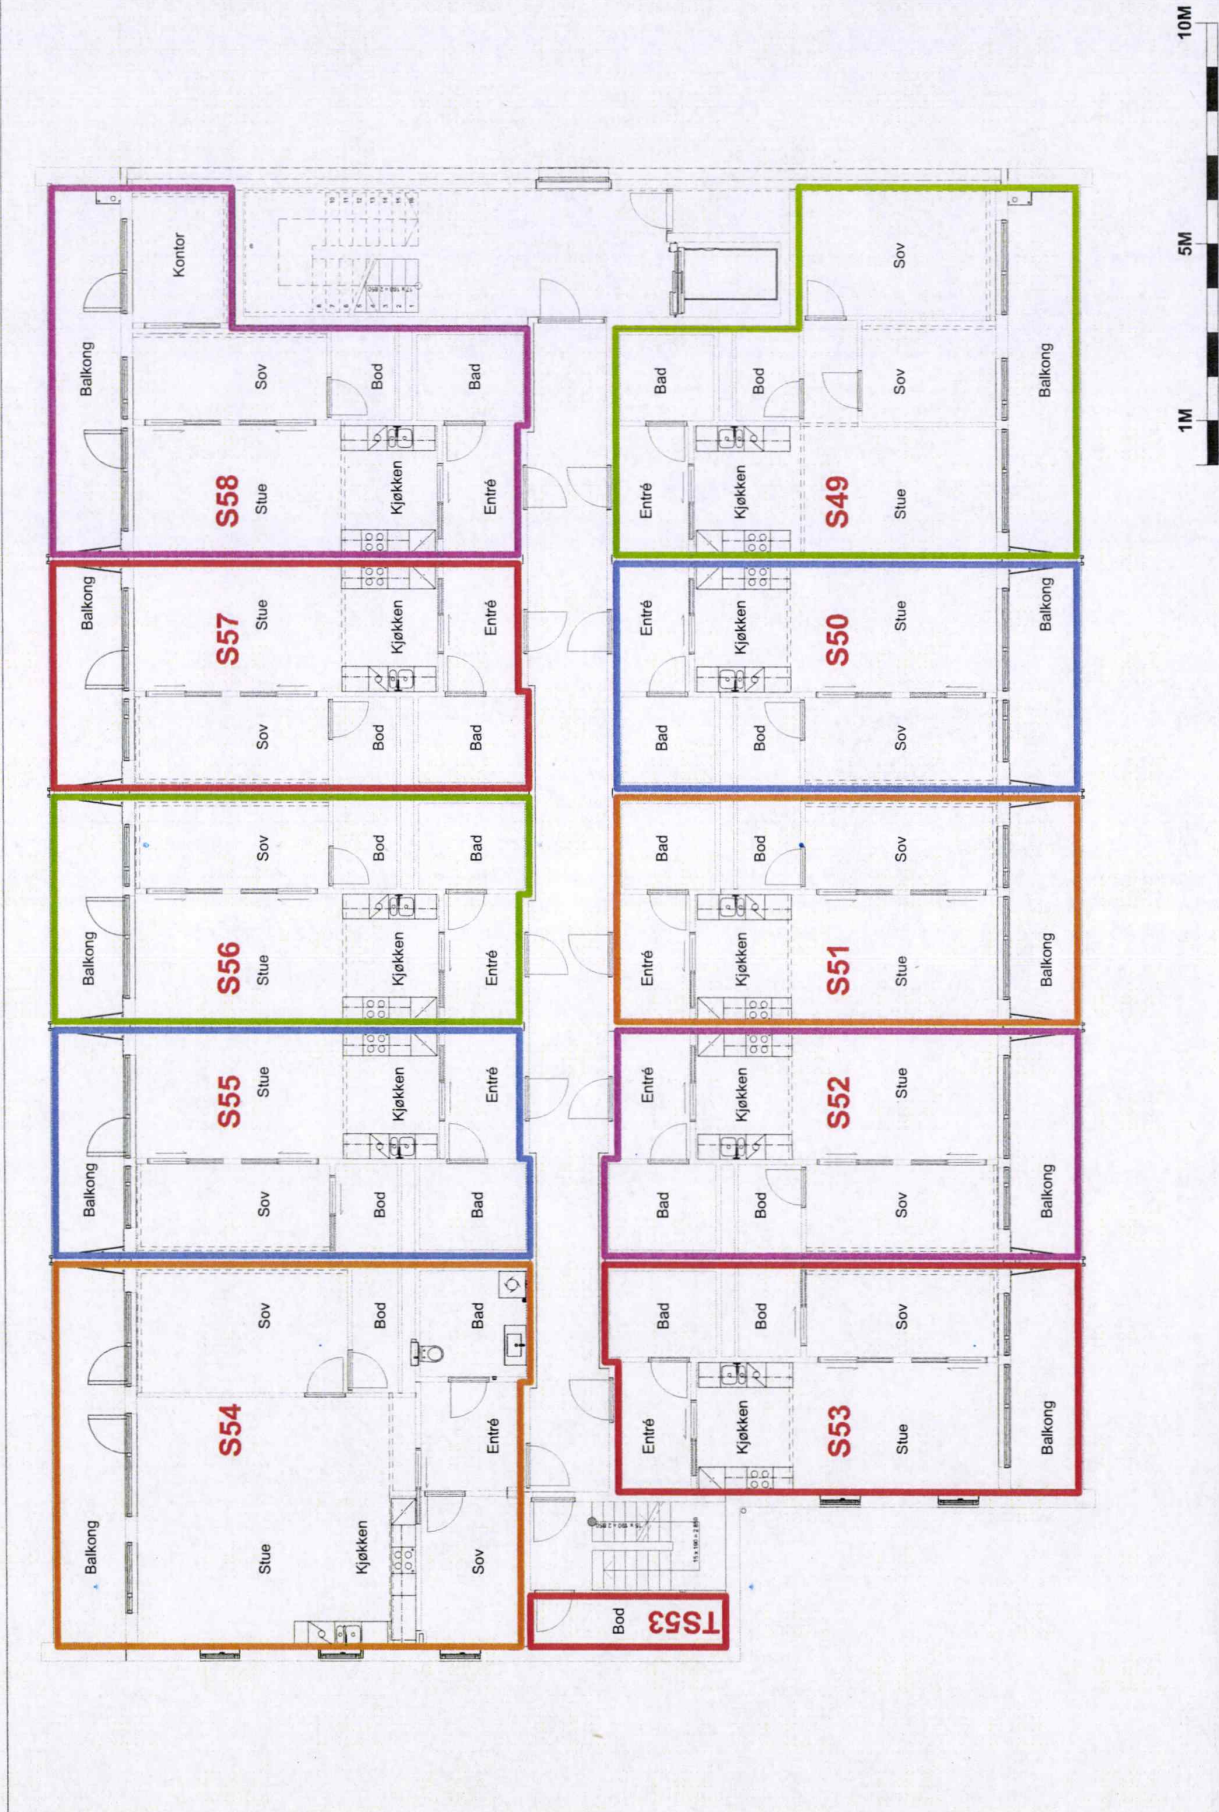 10M
5M
1M
Balkong
Kontor
Balkong
Sov
Bod
Bad
S58
Stue
Kjøkken
Entré
Balkong
S57
Stue
Kjøkken
Entré
Sov
Bod
Bad
Balkong
Sov
Bod
Bad
S56
Stue
Kjøkken
Entré
Balkong
S55
Stue
Kjøkken
Entré
Sov
Bod
Bad
Balkong
Sov
Bod
Bad
S54
Entré
Stue
Kjøkken
Sov
Sov
Bad
Bod
Sov
Balkong
Entré
Kjøkken
S49
Stue
Entré
Kjøkken
S50
Stue
Balkong
Bad
Bod
Sov
Bad
Bod
Sov
Entré
Kjøkken
S51
Stue
Balkong
Entré
Kjøkken
S52
Stue
Bad
Bod
Sov
Balkong
Bad
Bod
Sov
Entré
Kjøkken
S53
Stue
Balkong
Bod
TS53